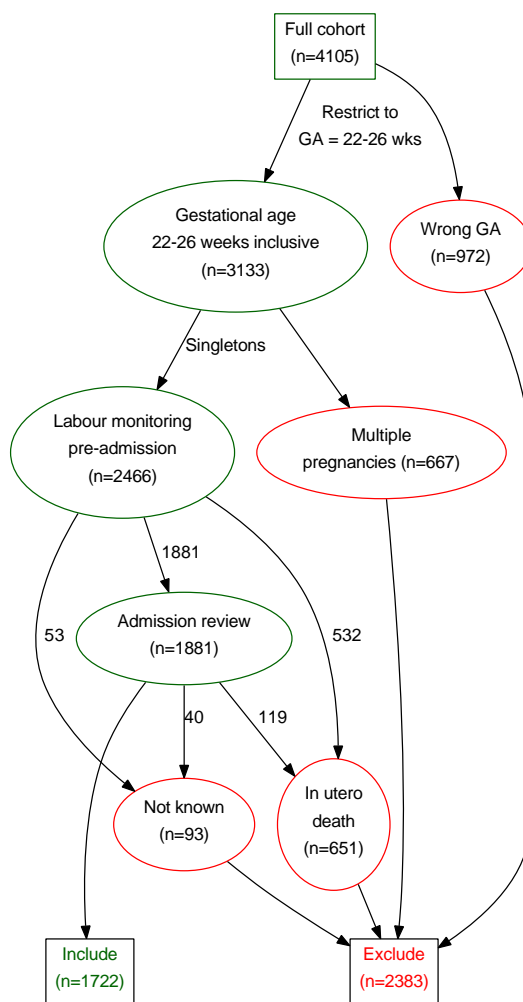 Full cohort
(n=4105)
Restrict to
GA = 22-26 wks
Gestational age
22-26 weeks inclusive
(n=3133)
Wrong GA
(n=972)
Singletons
Labour monitoring
pre-admission
(n=2466)
Multiple
pregnancies (n=667)
1881
53
Admission review
(n=1881)
532
40
119
Not known
(n=93)
In utero
death
(n=651)
Include
(n=1722)
Exclude
(n=2383)